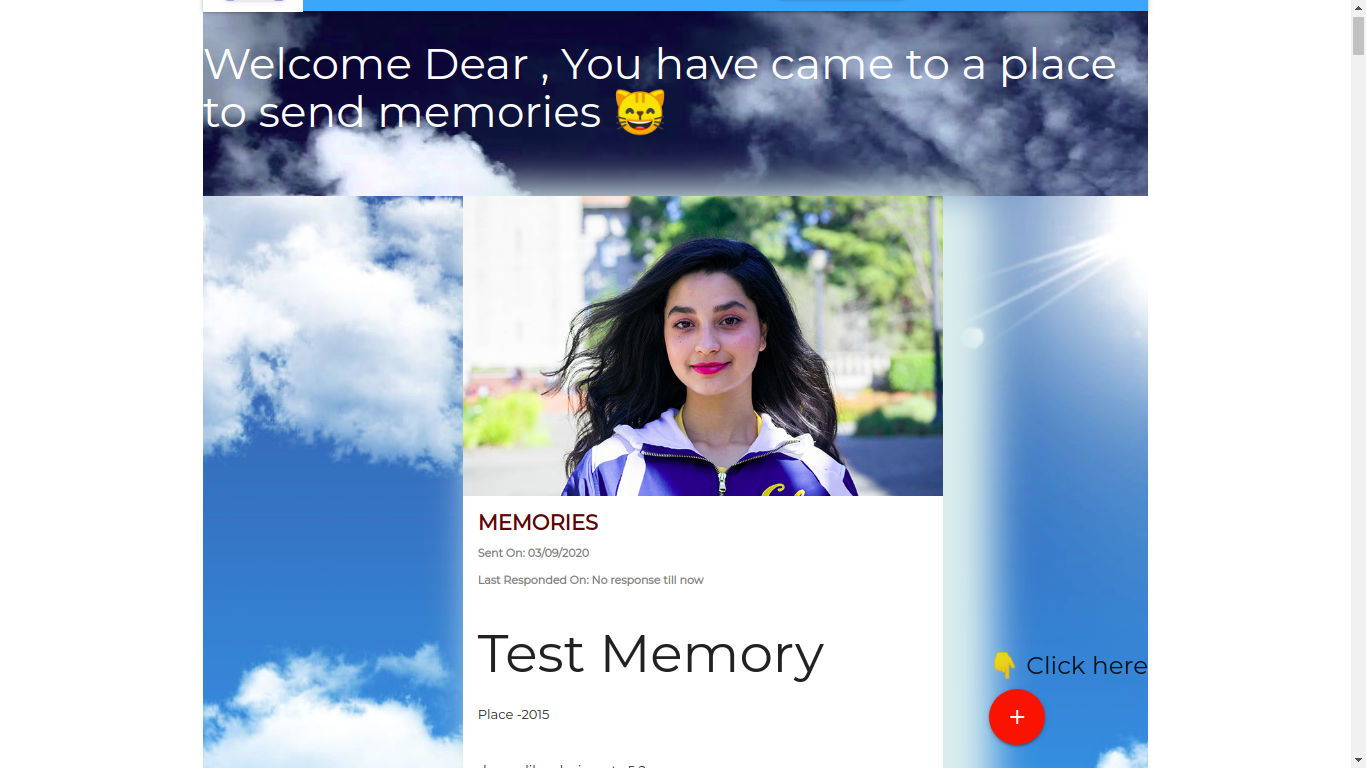 Welcome Dear , You have came to a place
to send memories 😸
MEMORIES
Sent On: 03/09/2020
Last Responded On: No response till now
Test Memory
Place -2015
👇 Click here
+